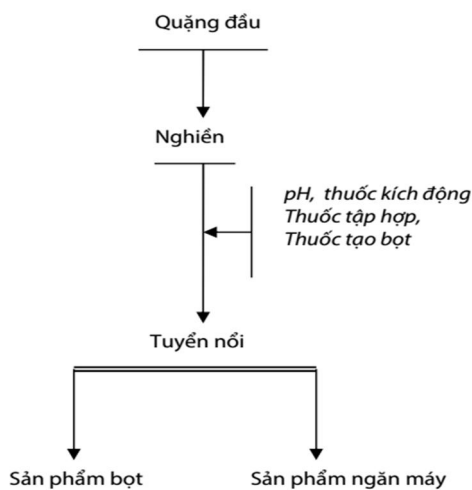 Quặng đầu
Nghiền
pH, thuốc kích động
Thuốc tập hợp,
Thuốc tạo bọt
Tuyển nổi
Sản phẩm bọt
Sản phẩm ngăn máy